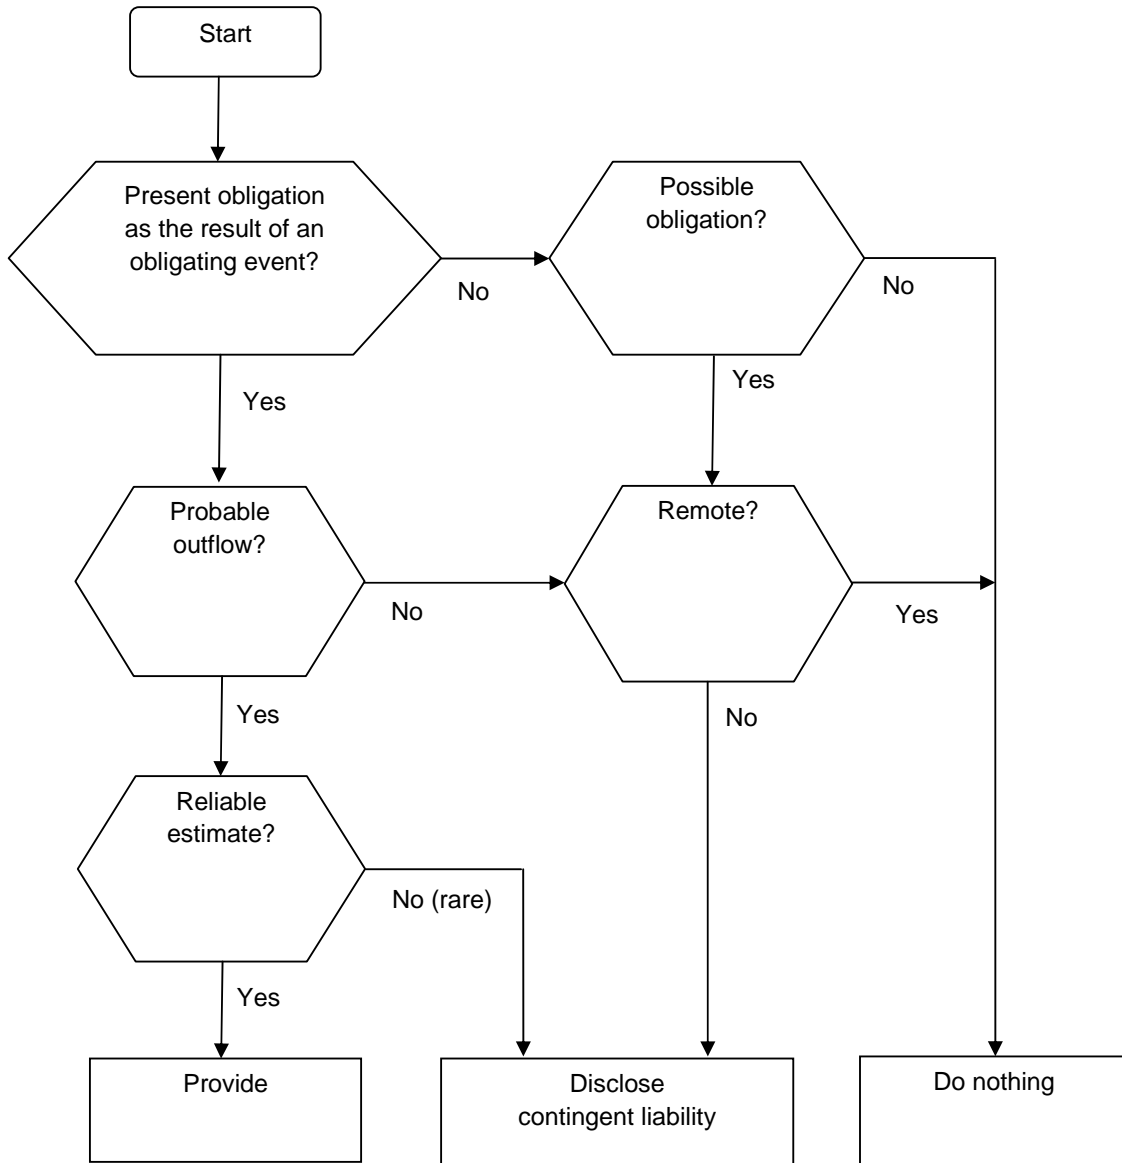 Start
Present obligation
as the result of an
obligating event?
Possible
obligation?
No
No
Yes
Yes
Probable
outflow?
Remote?
No
Yes
Yes
No
Reliable
estimate?
No (rare)
Yes
Provide
Disclose
contingent liability
Do nothing